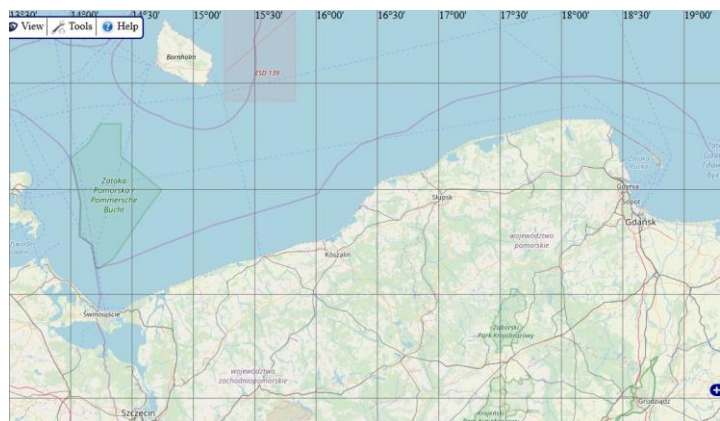 13°30' 14°00' 14°30' 15°00' 15°30' 16°00' 16°30' 17°00' 17°30' 18°00' 18°30' 19°00'
View Tools ? Help
Bornholm
ESD 139
Zatoka
Pomorska /
Pommersche
Bucht
Zatoka
Pucka
Gdynia
Sopot
Gdańsk
Słupsk
województwo
pomorskie
Koszalin
Świnoujście
Zaborski
Park Krajobrazowy
województwo
zachodniopomorskie
Szczecin
Grudziądz
Krajeński